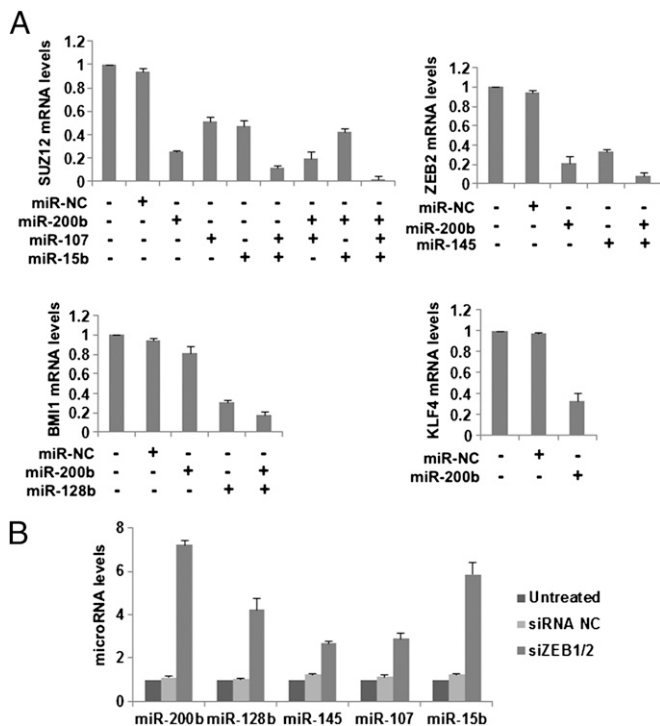 A
SUZ12 mRNA levels
1.2
1
0.8
0.6
0.4
0.2
0
miR-NC - + - - - - - - -
miR-200b - - + - - - + + +
miR-107 - - - + - + + - +
miR-15b - - - - + + - + +
ZEB2 mRNA levels
1.2
1
0.8
0.6
0.4
0.2
0
miR-NC - + - - -
miR-200b - - + - +
miR-145 - - - + +
BMI1 mRNA levels
1.2
1
0.8
0.6
0.4
0.2
0
miR-NC - + - - -
miR-200b - - + - +
miR-128b - - - + +
KLF4 mRNA levels
1.2
1
0.8
0.6
0.4
0.2
0
miR-NC - + -
miR-200b - - +
B
microRNA levels
8
6
4
2
0
miR-200b miR-128b miR-145 miR-107 miR-15b
Untreated
siRNA NC
siZEB1/2